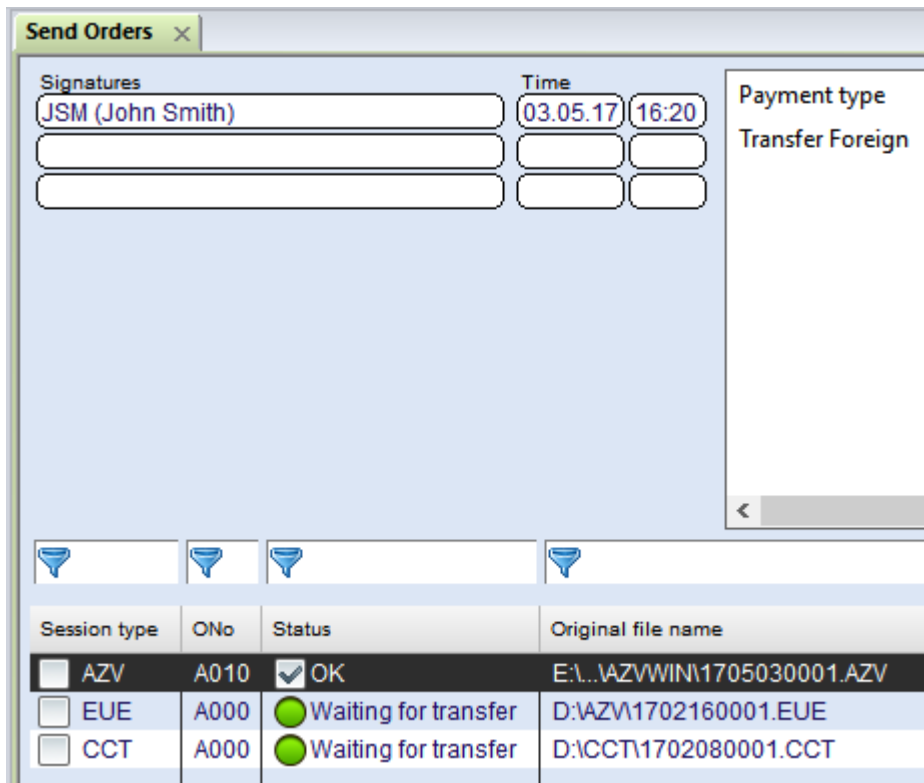 Send Orders
Signatures Time
JSM (John Smith) 03.05.17 16:20
Payment type
Transfer Foreign
Session type ONo Status Original file name
AZV A010 OK E:\...\AZVWIN\1705030001.AZV
EUE A000 Waiting for transfer D:\AZV\1702160001.EUE
CCT A000 Waiting for transfer D:\CCT\1702080001.CCT